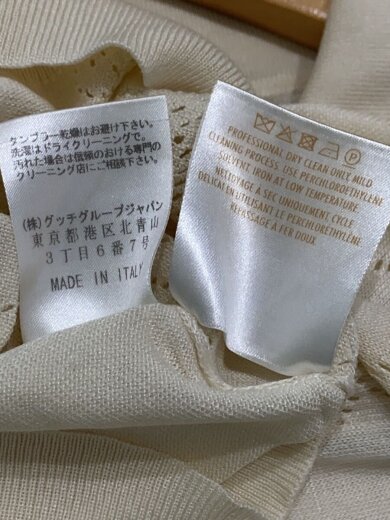 タンブラー乾燥はお避け下さい。
洗濯はドライクリーニングで。
汚れた場合は信頼のおける専門の
クリーニング店にご相談下さい。
(株)グッチグループジャパン
東京都港区北青山
3丁目6番7号
MADE IN ITALY
PROFESSIONAL DRY CLEAN ONLY. MILD
CLEANING PROCESS. USE PERCHLOROETHYLENE
SOLVENT. IRON AT LOW TEMPERATURE
NETTOYAGE A SEC UNIQUEMENT. CYCLE
DELICAT EN UTILISANT LE PERCHLORETHYLENE.
REPASSAGE A FER DOUX.